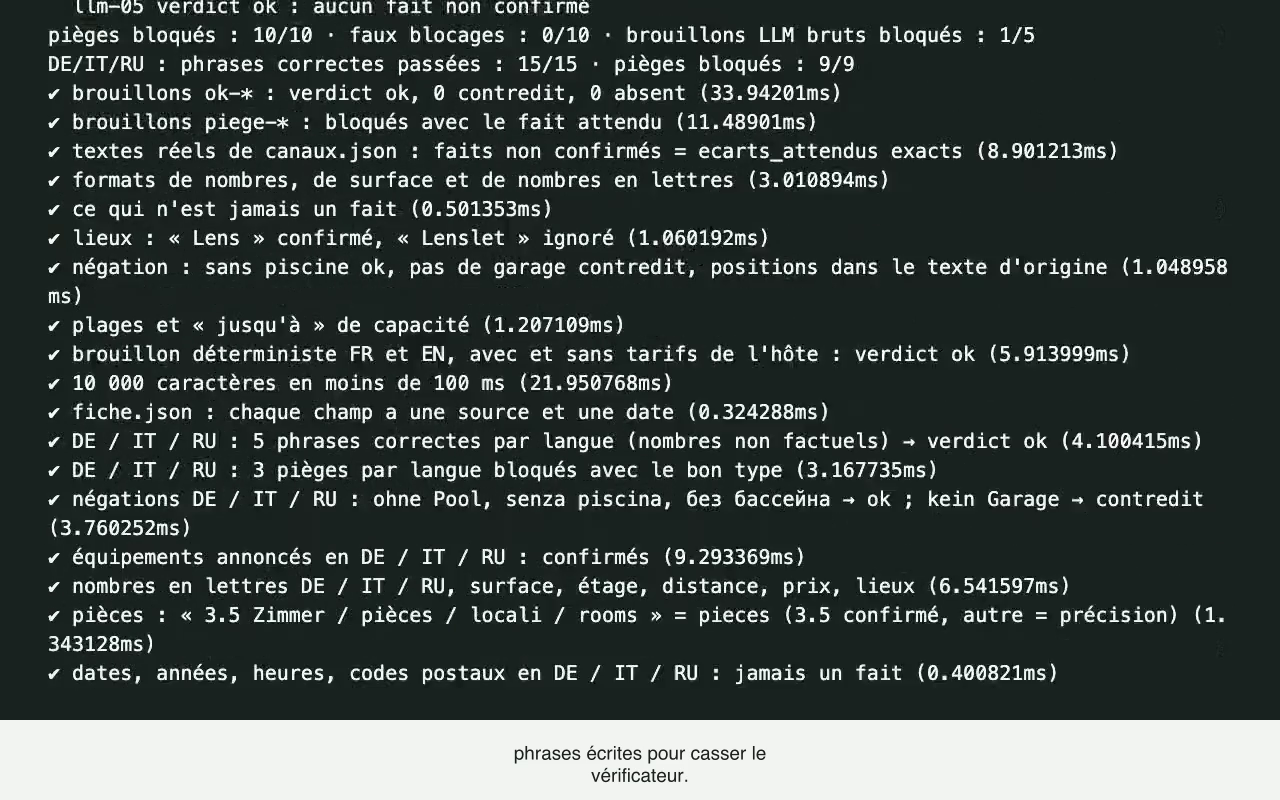 llm-05 verdict ok : aucun fait non confirmé
pièges bloqués : 10/10 · faux blocages : 0/10 · brouillons LLM bruts bloqués : 1/5
DE/IT/RU : phrases correctes passées : 15/15 · pièges bloqués : 9/9
✔ brouillons ok-* : verdict ok, 0 contredit, 0 absent (33.94201ms)
✔ brouillons piege-* : bloqués avec le fait attendu (11.48901ms)
✔ textes réels de canaux.json : faits non confirmés = ecarts_attendus exacts (8.901213ms)
✔ formats de nombres, de surface et de nombres en lettres (3.010894ms)
✔ ce qui n'est jamais un fait (0.501353ms)
✔ lieux : « Lens » confirmé, « Lenslet » ignoré (1.060192ms)
✔ négation : sans piscine ok, pas de garage contredit, positions dans le texte d'origine (1.048958
ms)
✔ plages et « jusqu'à » de capacité (1.207109ms)
✔ brouillon déterministe FR et EN, avec et sans tarifs de l'hôte : verdict ok (5.913999ms)
✔ 10 000 caractères en moins de 100 ms (21.950768ms)
✔ fiche.json : chaque champ a une source et une date (0.324288ms)
✔ DE / IT / RU : 5 phrases correctes par langue (nombres non factuels) → verdict ok (4.100415ms)
✔ DE / IT / RU : 3 pièges par langue bloqués avec le bon type (3.167735ms)
✔ négations DE / IT / RU : ohne Pool, senza piscina, без бассейна → ok ; kein Garage → contredit
(3.760252ms)
✔ équipements annoncés en DE / IT / RU : confirmés (9.293369ms)
✔ nombres en lettres DE / IT / RU, surface, étage, distance, prix, lieux (6.541597ms)
✔ pièces : « 3.5 Zimmer / pièces / locali / rooms » = pieces (3.5 confirmé, autre = précision) (1.
343128ms)
✔ dates, années, heures, codes postaux en DE / IT / RU : jamais un fait (0.400821ms)
phrases écrites pour casser le
vérificateur.